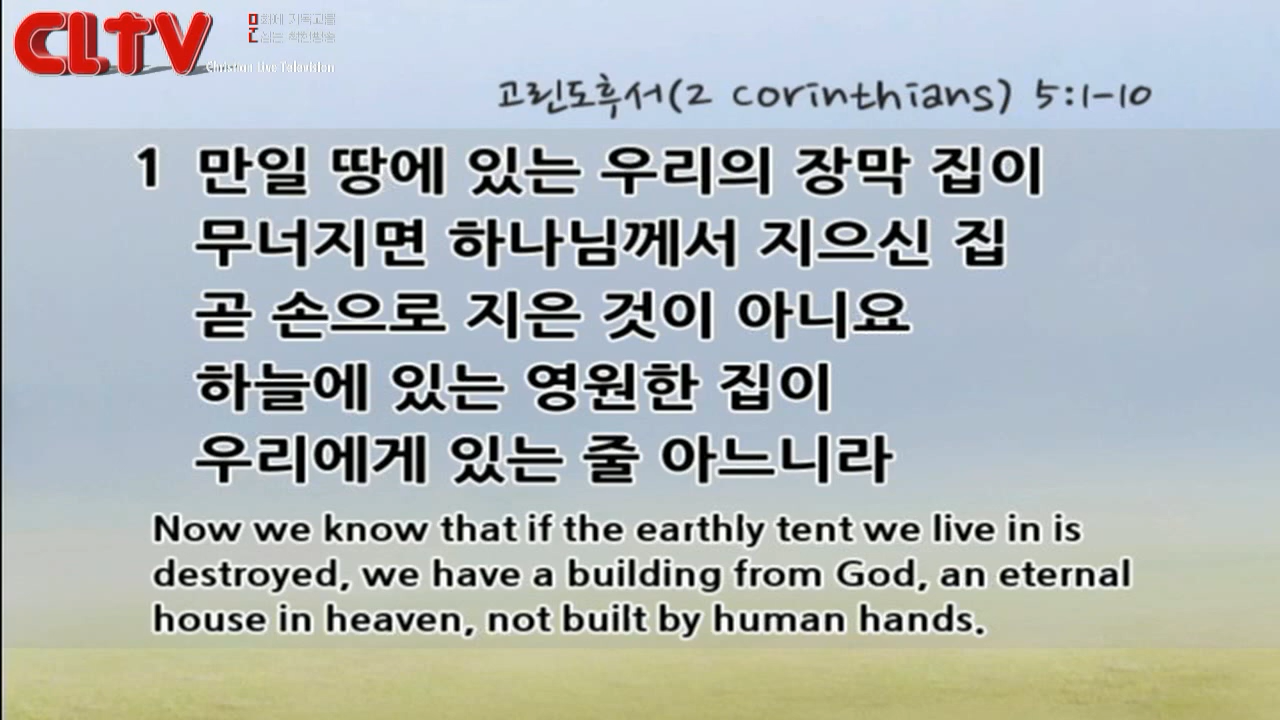 CLTV
Christian Live Television
고린도후서(2 corinthians) 5:1-10
1 만일 땅에 있는 우리의 장막 집이
무너지면 하나님께서 지으신 집
곧 손으로 지은 것이 아니요
하늘에 있는 영원한 집이
우리에게 있는 줄 아느니라
Now we know that if the earthly tent we live in is
destroyed, we have a building from God, an eternal
house in heaven, not built by human hands.